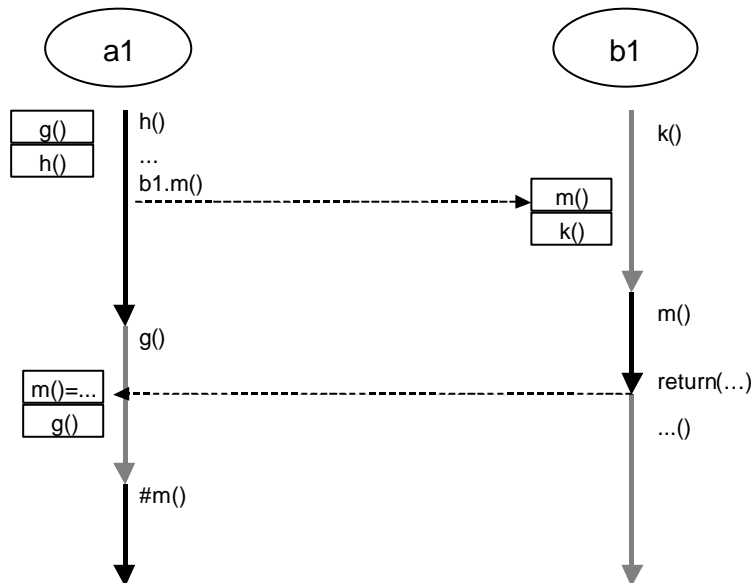 a1
b1
g()
h()
h()
...
b1.m()
k()
m()
k()
g()
m()
m()=...
g()
return(...)
...()
#m()